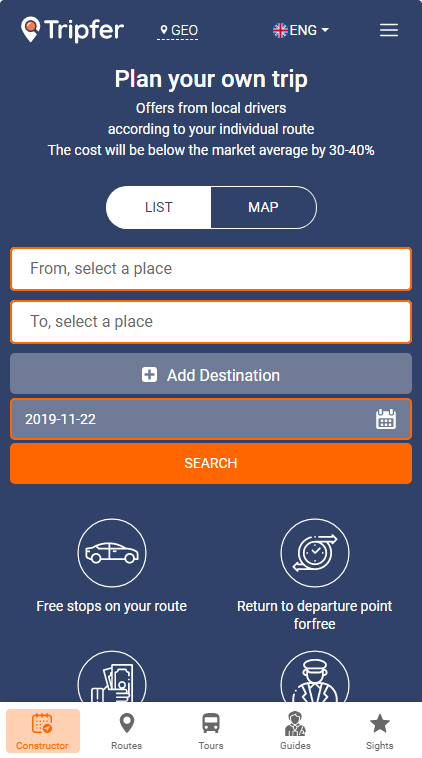 Tripfer
GEO
ENG
Plan your own trip
Offers from local drivers
according to your individual route
The cost will be below the market average by 30-40%
LIST
MAP
From, select a place
To, select a place
Add Destination
2019-11-22
SEARCH
Free stops on your route
Return to departure point
forfree
Constructor
Routes
Tours
Guides
Sights